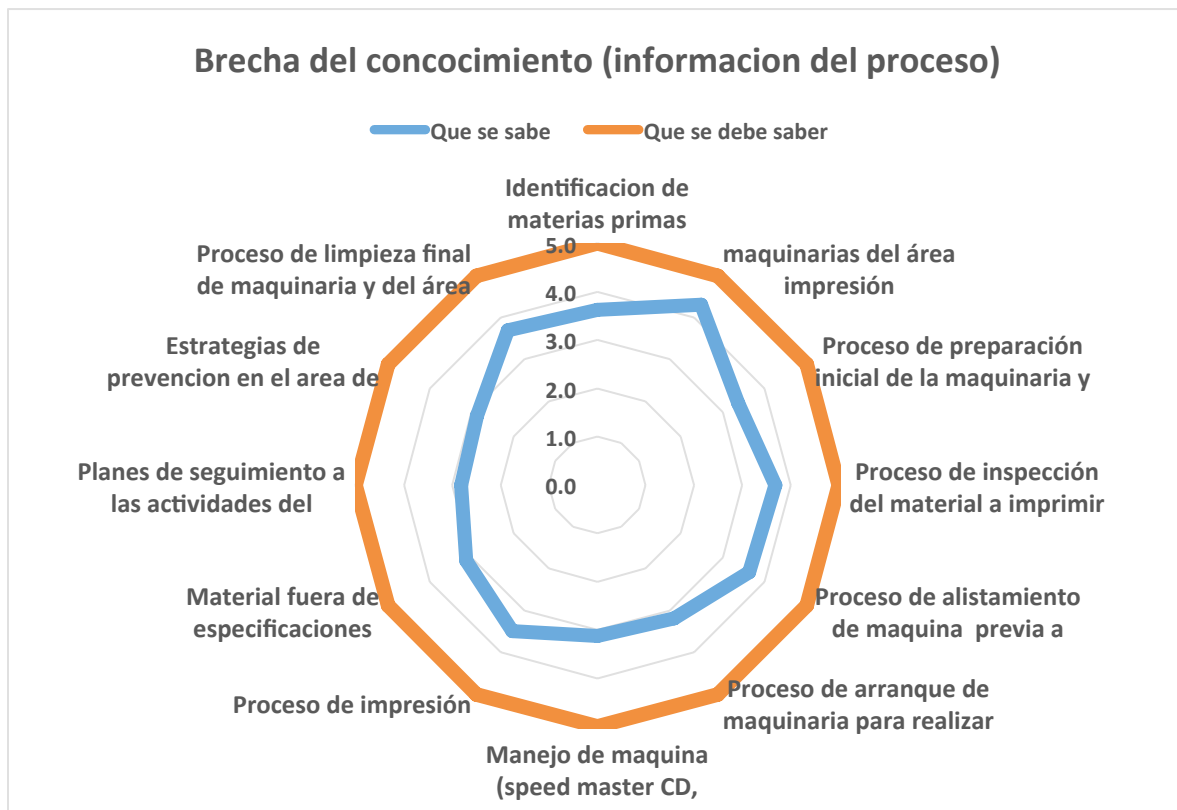 Brecha del concocimiento (informacion del proceso)
Que se sabe
Que se debe saber
Identificacion de
materias primas
maquinarias del área
impresión
Proceso de preparación
inicial de la maquinaria y
Proceso de inspección
del material a imprimir
Proceso de alistamiento
de maquina previa a
Proceso de arranque de
maquinaria para realizar
Manejo de maquina
(speed master CD,
Proceso de impresión
Material fuera de
especificaciones
Planes de seguimiento a
las actividades del
Estrategias de
prevencion en el area de
Proceso de limpieza final
de maquinaria y del área
5.0
4.0
3.0
2.0
1.0
0.0